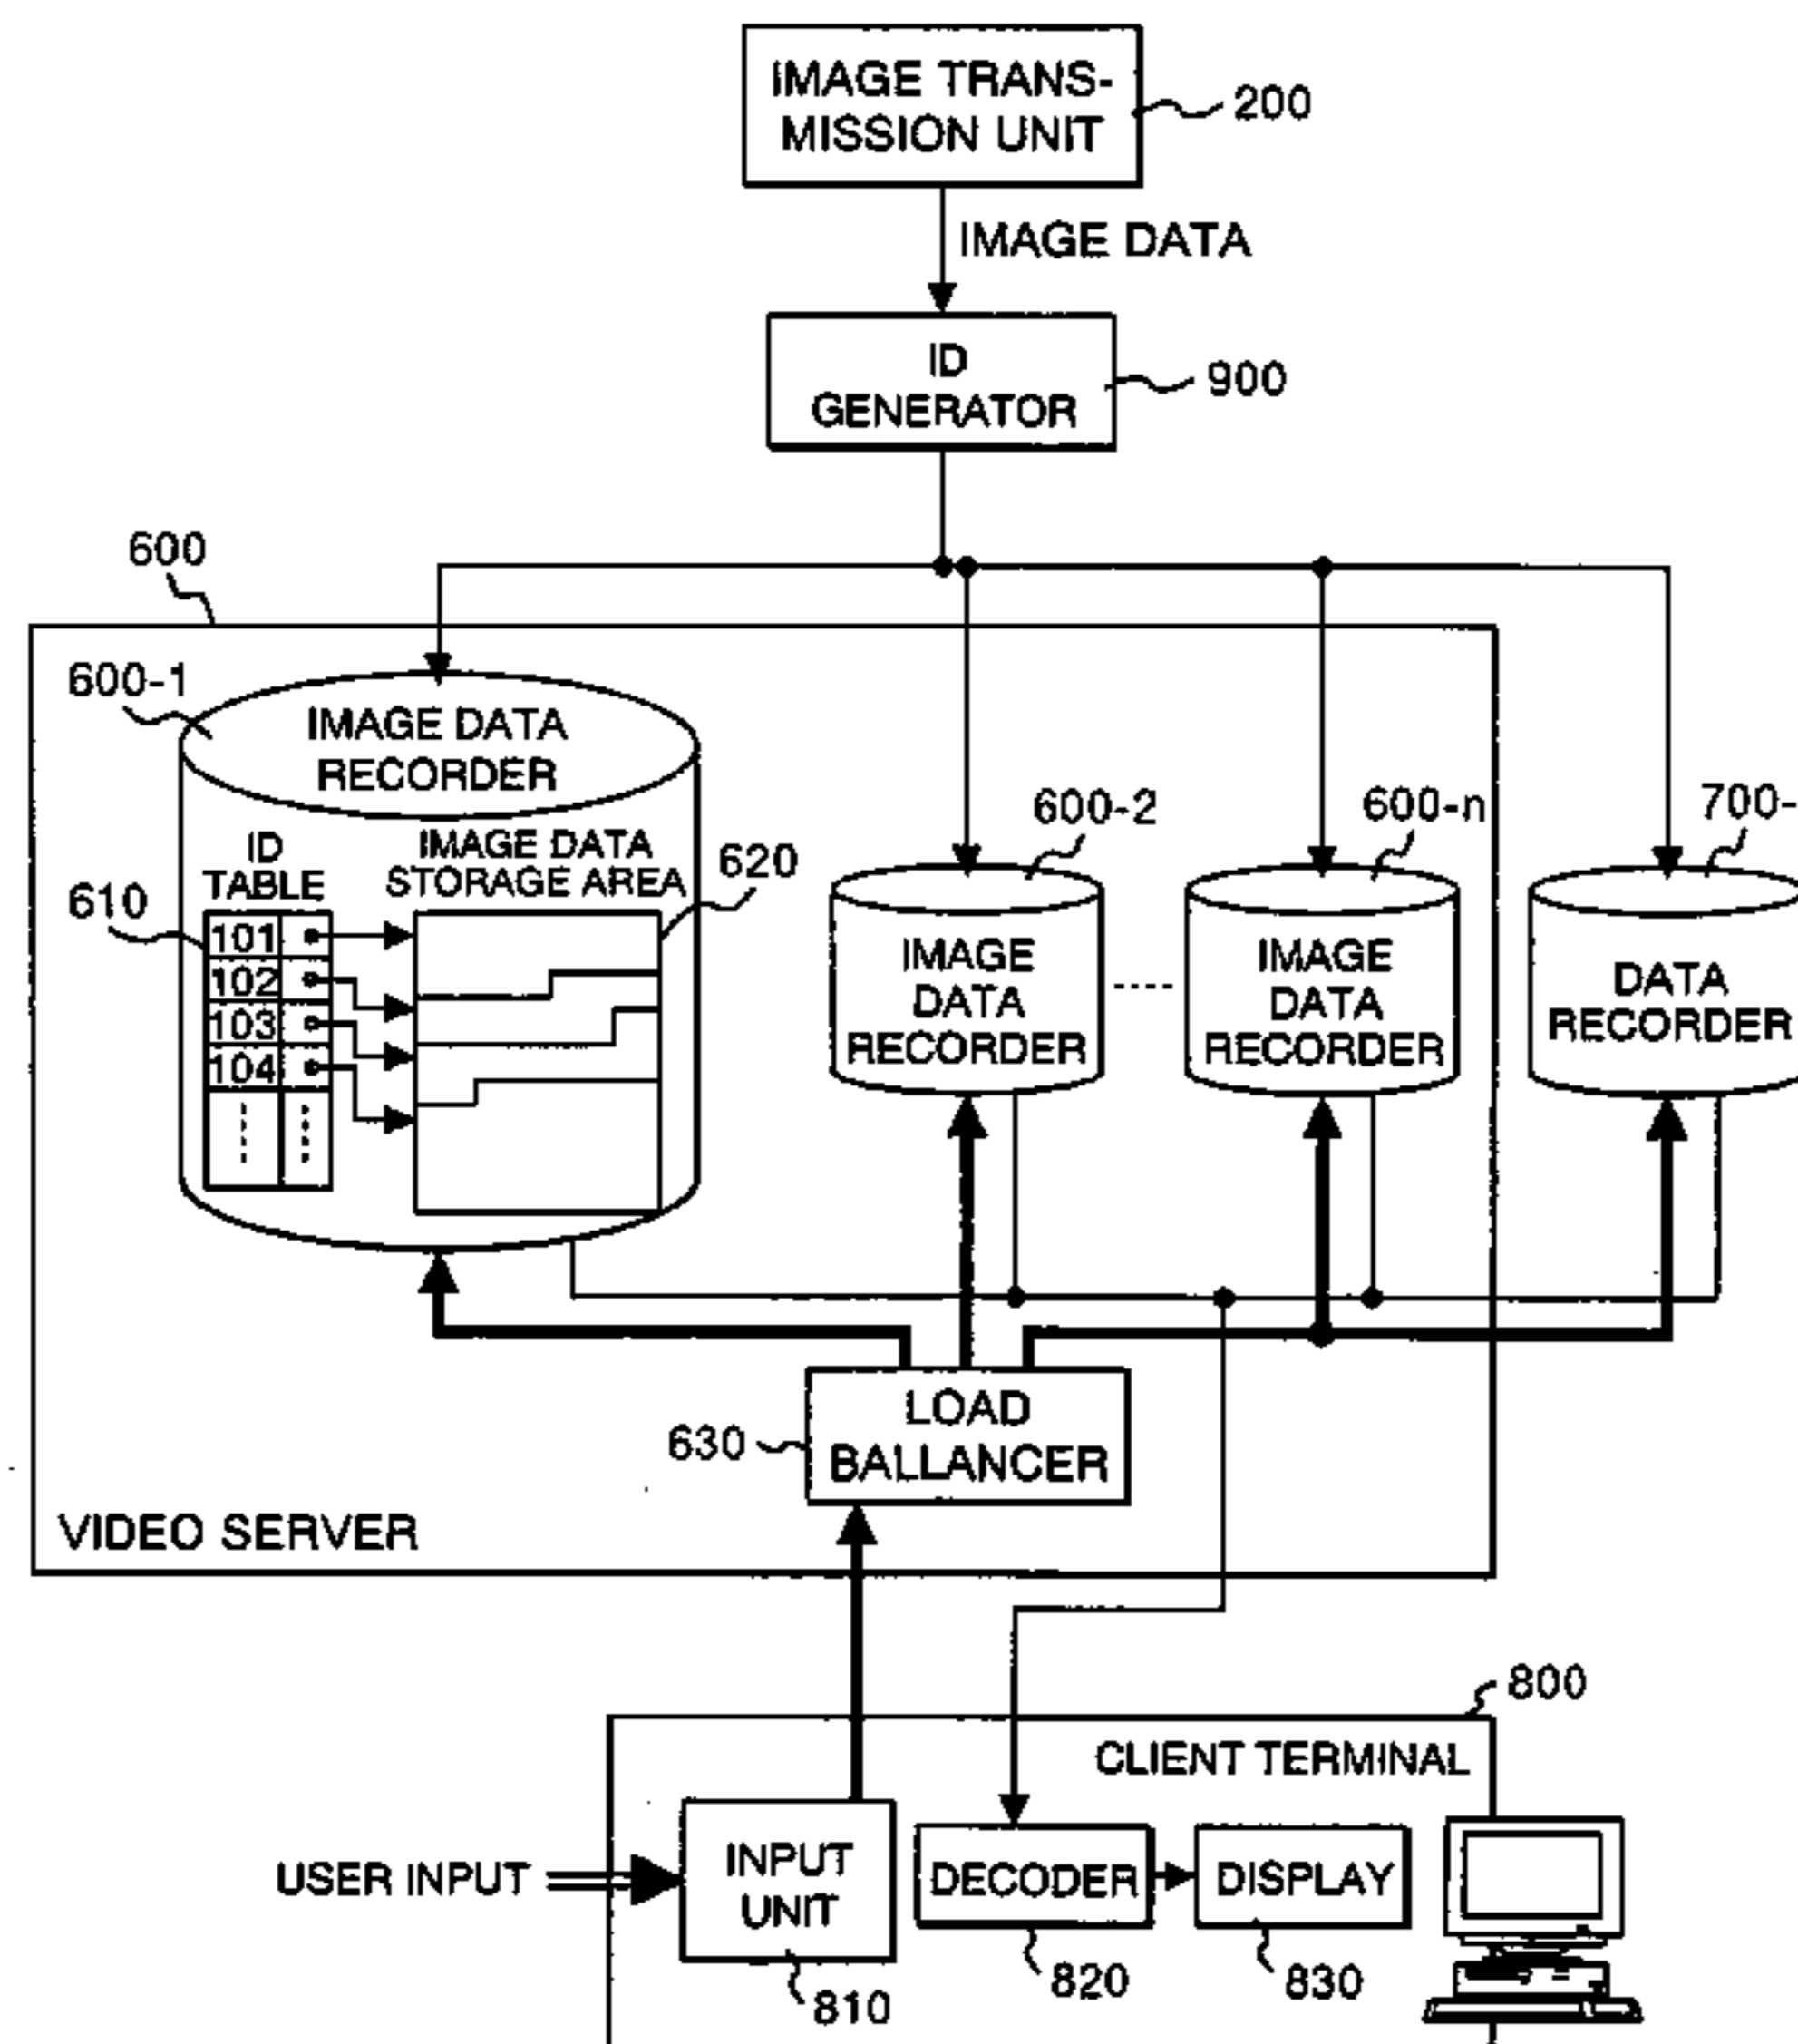 IMAGE TRANS-
MISSION UNIT
200
IMAGE DATA
ID
GENERATOR
900
600
600-1
IMAGE DATA
RECORDER
ID
TABLE
IMAGE DATA
STORAGE AREA
610
620
101
102
103
104
600-2
IMAGE
DATA
RECORDER
600-n
IMAGE
DATA
RECORDER
700-
DATA
RECORDER
630
LOAD
BALLANCER
VIDEO SERVER
800
CLIENT TERMINAL
USER INPUT
INPUT
UNIT
810
DECODER
820
DISPLAY
830